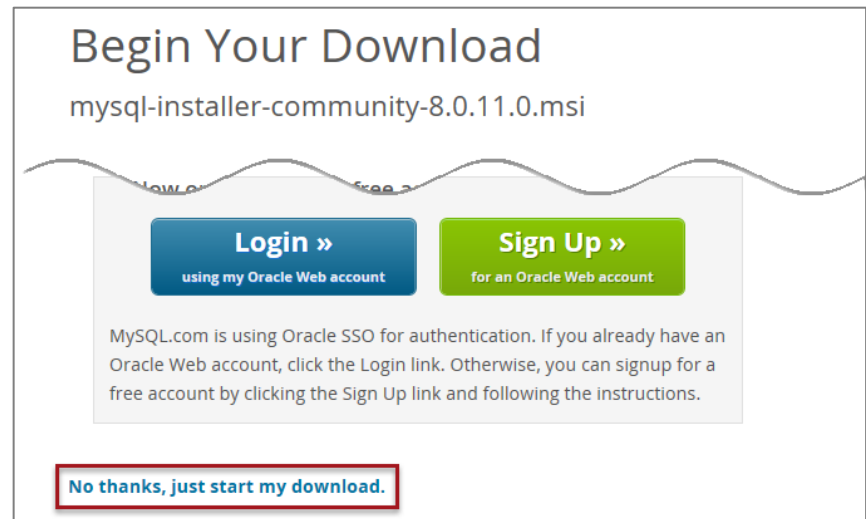 Begin Your Download
mysql-installer-community-8.0.11.0.msi
Login »
using my Oracle Web account
Sign Up »
for an Oracle Web account
MySQL.com is using Oracle SSO for authentication. If you already have an
Oracle Web account, click the Login link. Otherwise, you can signup for a
free account by clicking the Sign Up link and following the instructions.
No thanks, just start my download.